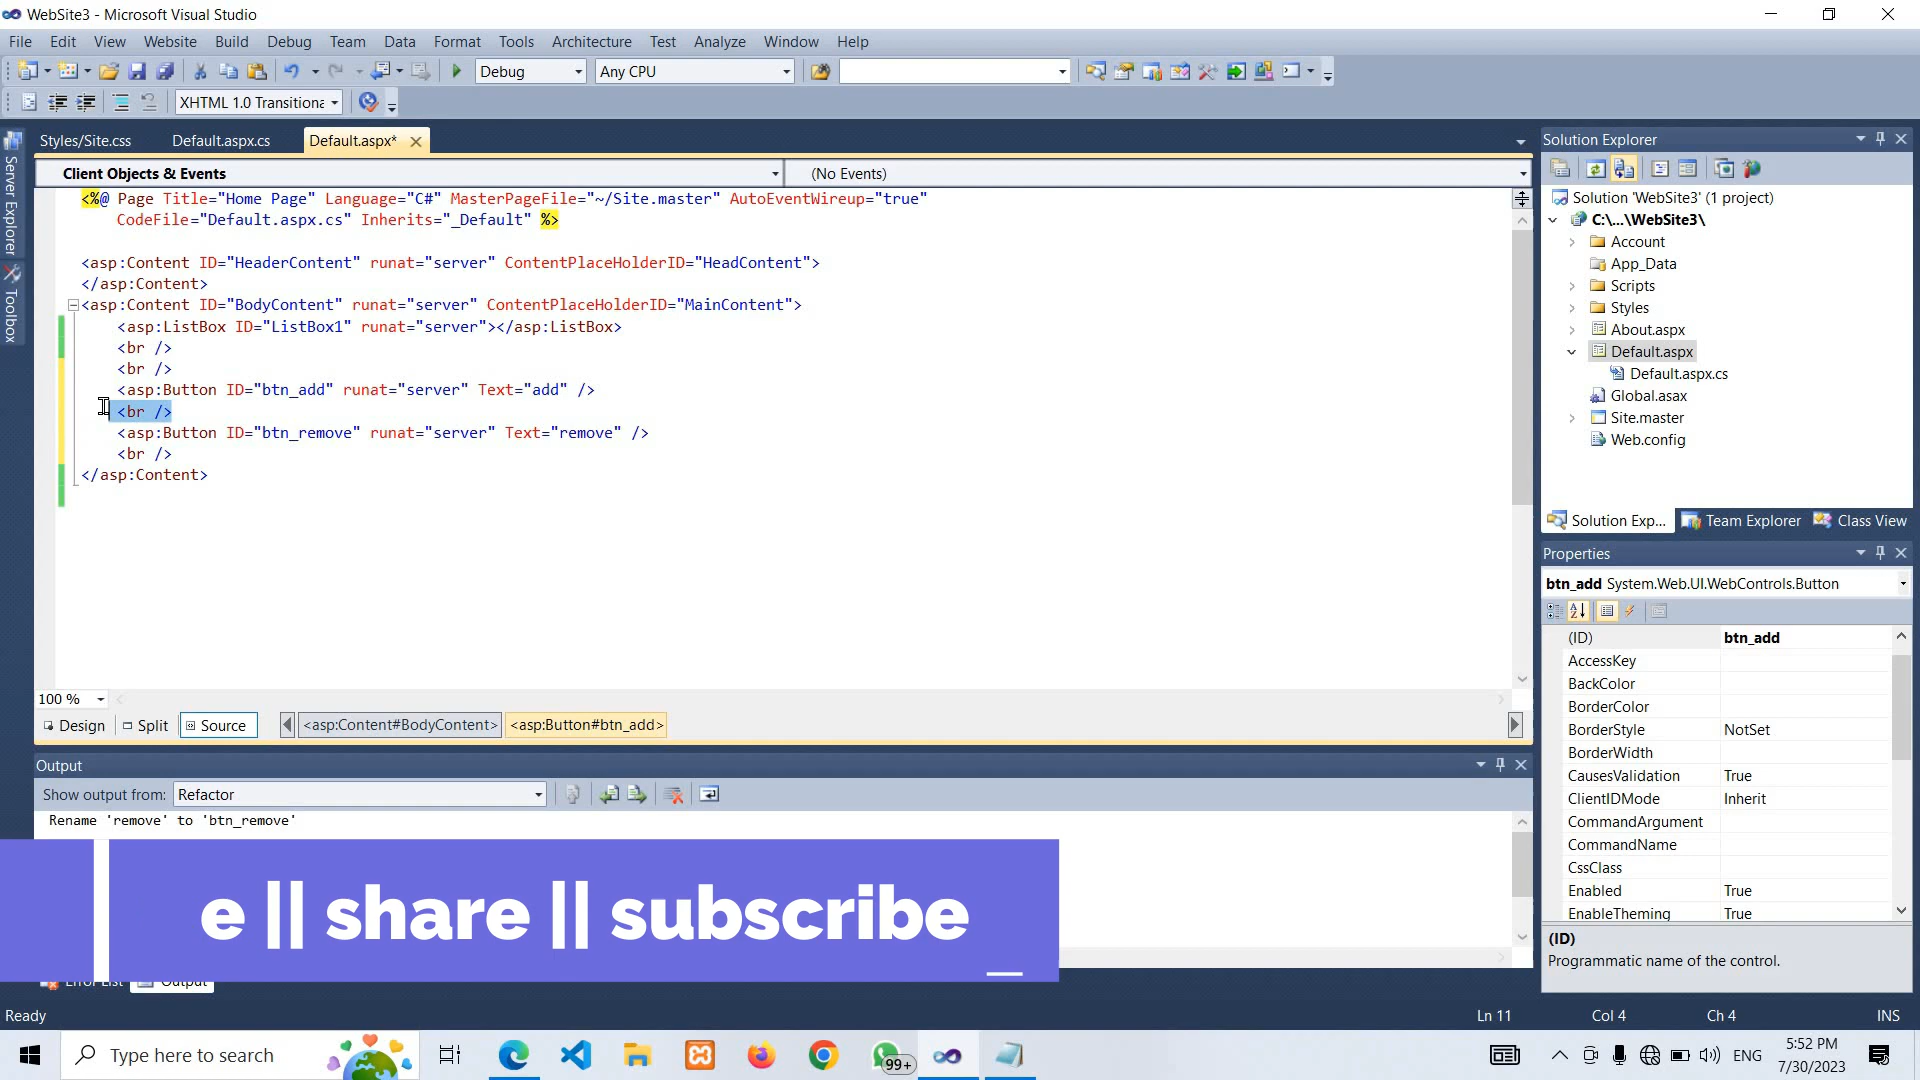 WebSite3 - Microsoft Visual Studio
File Edit View Website Build Debug Team Data Format Tools Architecture Test Analyze Window Help
Debug Any CPU
XHTML 1.0 Transitiona
Styles/Site.css Default.aspx.cs Default.aspx*
Client Objects & Events (No Events)
<%@ Page Title="Home Page" Language="C#" MasterPageFile="~/Site.master" AutoEventWireup="true"
CodeFile="Default.aspx.cs" Inherits="_Default" %>
<asp:Content ID="HeaderContent" runat="server" ContentPlaceHolderID="HeadContent">
</asp:Content>
<asp:Content ID="BodyContent" runat="server" ContentPlaceHolderID="MainContent">
<asp:ListBox ID="ListBox1" runat="server"></asp:ListBox>
<br />
<br />
<asp:Button ID="btn_add" runat="server" Text="add" />
<br />
<asp:Button ID="btn_remove" runat="server" Text="remove" />
<br />
</asp:Content>
100 %
Design Split Source <asp:Content#BodyContent> <asp:Button#btn_add>
Server Explorer
Toolbox
Output
Show output from: Refactor
Rename 'remove' to 'btn_remove'
e || share || subscribe _
Error List Output
Solution Explorer
Solution 'WebSite3' (1 project)
C:\...\WebSite3\
Account
App_Data
Scripts
Styles
About.aspx
Default.aspx
Default.aspx.cs
Global.asax
Site.master
Web.config
Solution Exp... Team Explorer Class View
Properties
btn_add System.Web.UI.WebControls.Button
(ID) btn_add
AccessKey
BackColor
BorderColor
BorderStyle NotSet
BorderWidth
CausesValidation True
ClientIDMode Inherit
CommandArgument
CommandName
CssClass
Enabled True
EnableTheming True
(ID)
Programmatic name of the control.
Ready Ln 11 Col 4 Ch 4 INS
Type here to search 99+ ENG 5:52 PM
7/30/2023